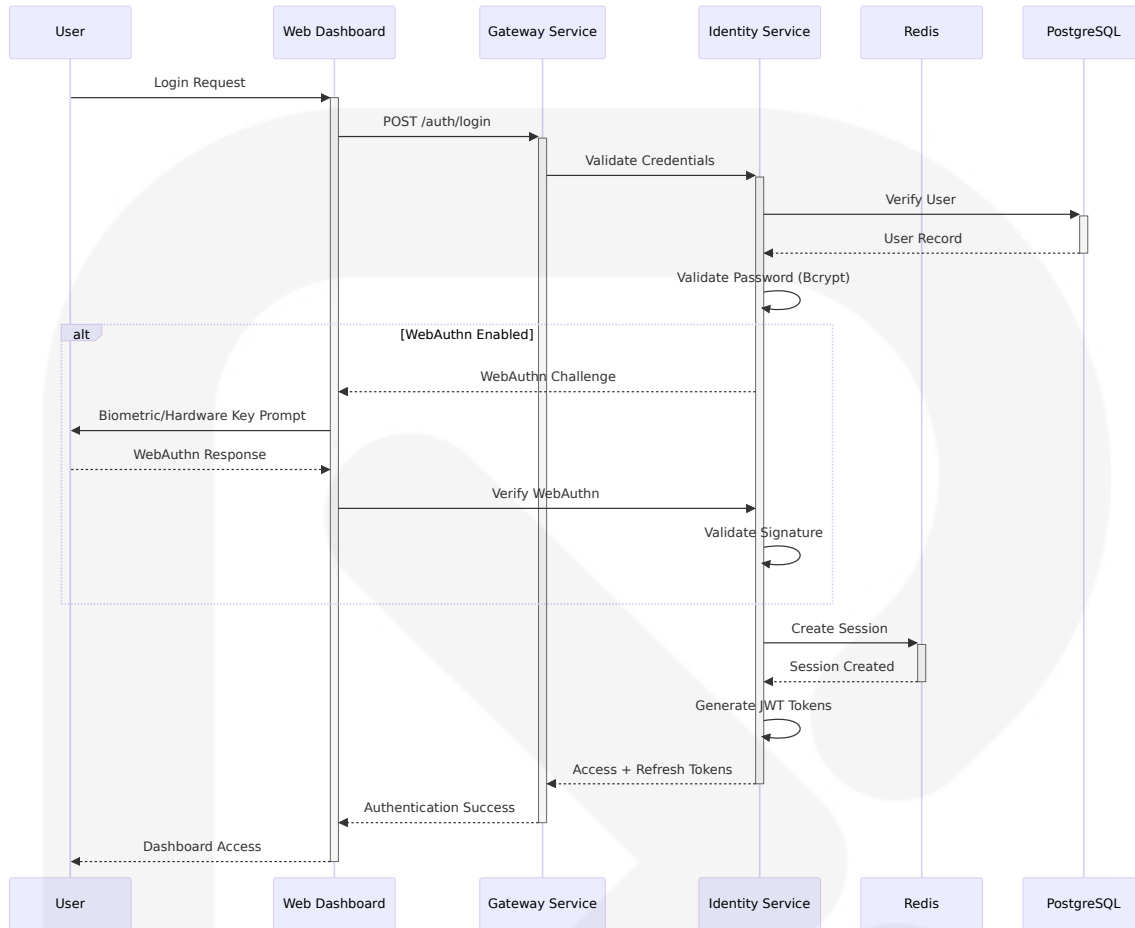 User
Web Dashboard
Gateway Service
Identity Service
Redis
PostgreSQL
Login Request
POST /auth/login
Validate Credentials
Verify User
User Record
Validate Password (Bcrypt)
alt
[WebAuthn Enabled]
WebAuthn Challenge
Biometric/Hardware Key Prompt
WebAuthn Response
Verify WebAuthn
Validate Signature
Create Session
Session Created
Generate JWT Tokens
Access + Refresh Tokens
Authentication Success
Dashboard Access
User
Web Dashboard
Gateway Service
Identity Service
Redis
PostgreSQL